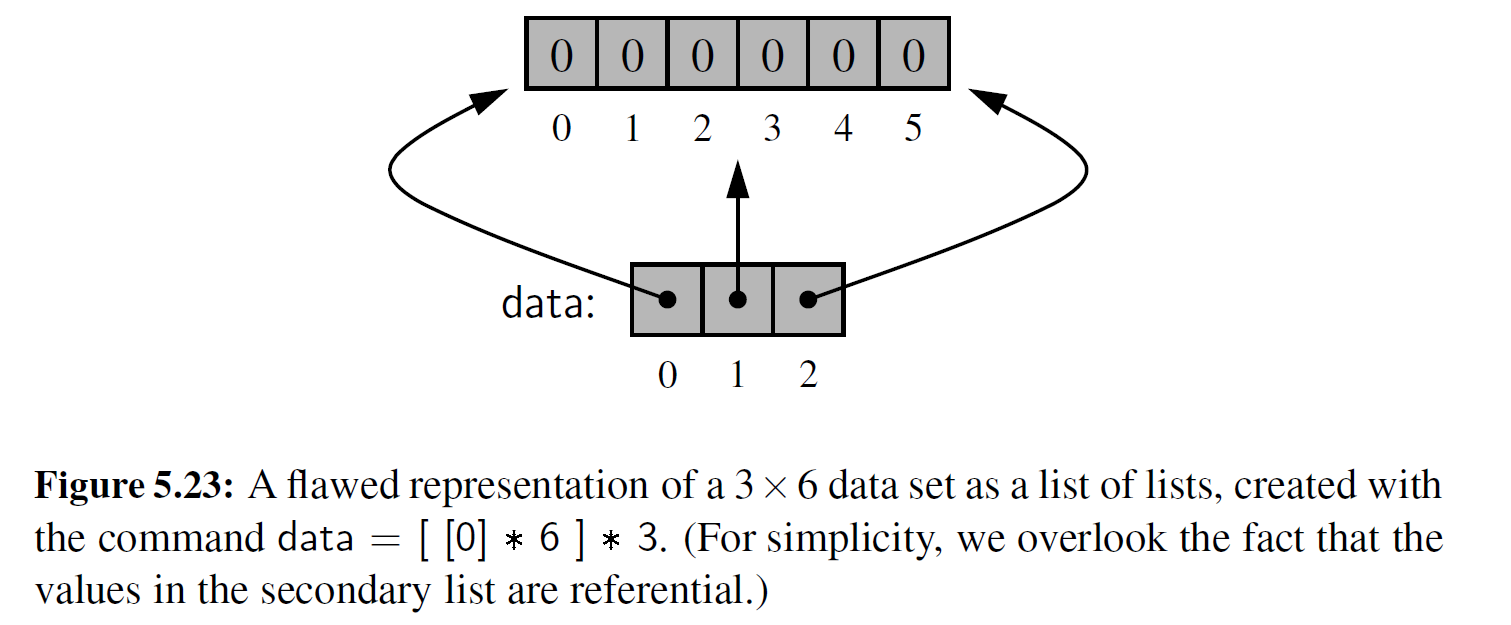 0 0 0 0 0 0
0 1 2 3 4 5
data:
0 1 2
Figure 5.23: A flawed representation of a 3 × 6 data set as a list of lists, created with
the command data = [ [0] * 6 ] * 3. (For simplicity, we overlook the fact that the
values in the secondary list are referential.)